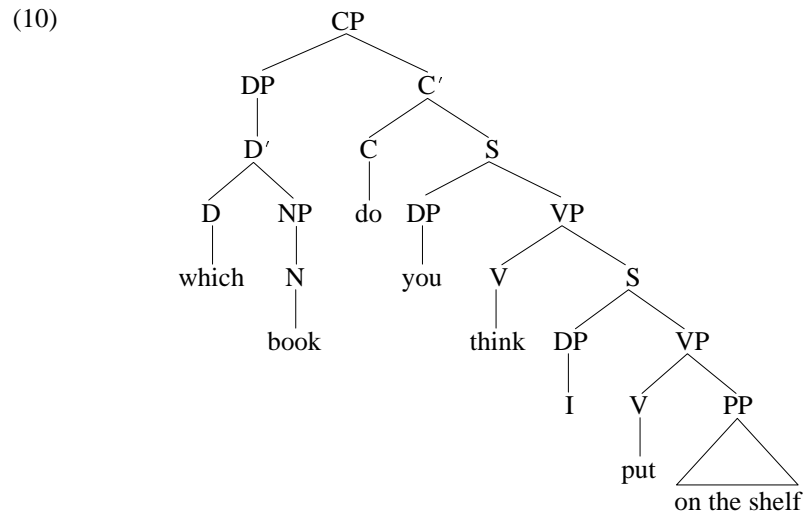 (10) CP
DP C′
D′ C S
D NP do DP VP
which N you V S
book think DP VP
I V PP
put
on the shelf